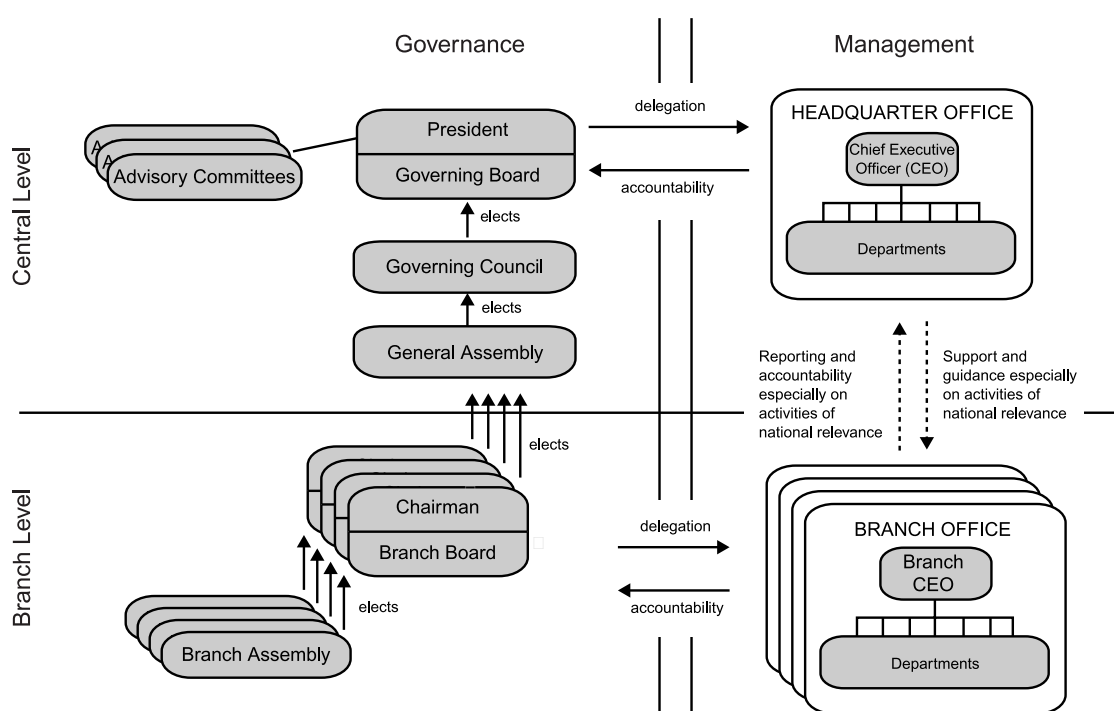 Governance
Management
Central Level
delegation
HEADQUARTER OFFICE
President
A
A
Advisory Committees
Governing Board
Chief Executive
Officer (CEO)
accountability
elects
Departments
Governing Council
elects
General Assembly
Reporting and
accountability
especially on
activities of
national relevance
Support and
guidance especially
on activities of
national relevance
elects
Branch Level
Chairman
Branch Board
delegation
BRANCH OFFICE
Branch
CEO
accountability
elects
Branch Assembly
Departments